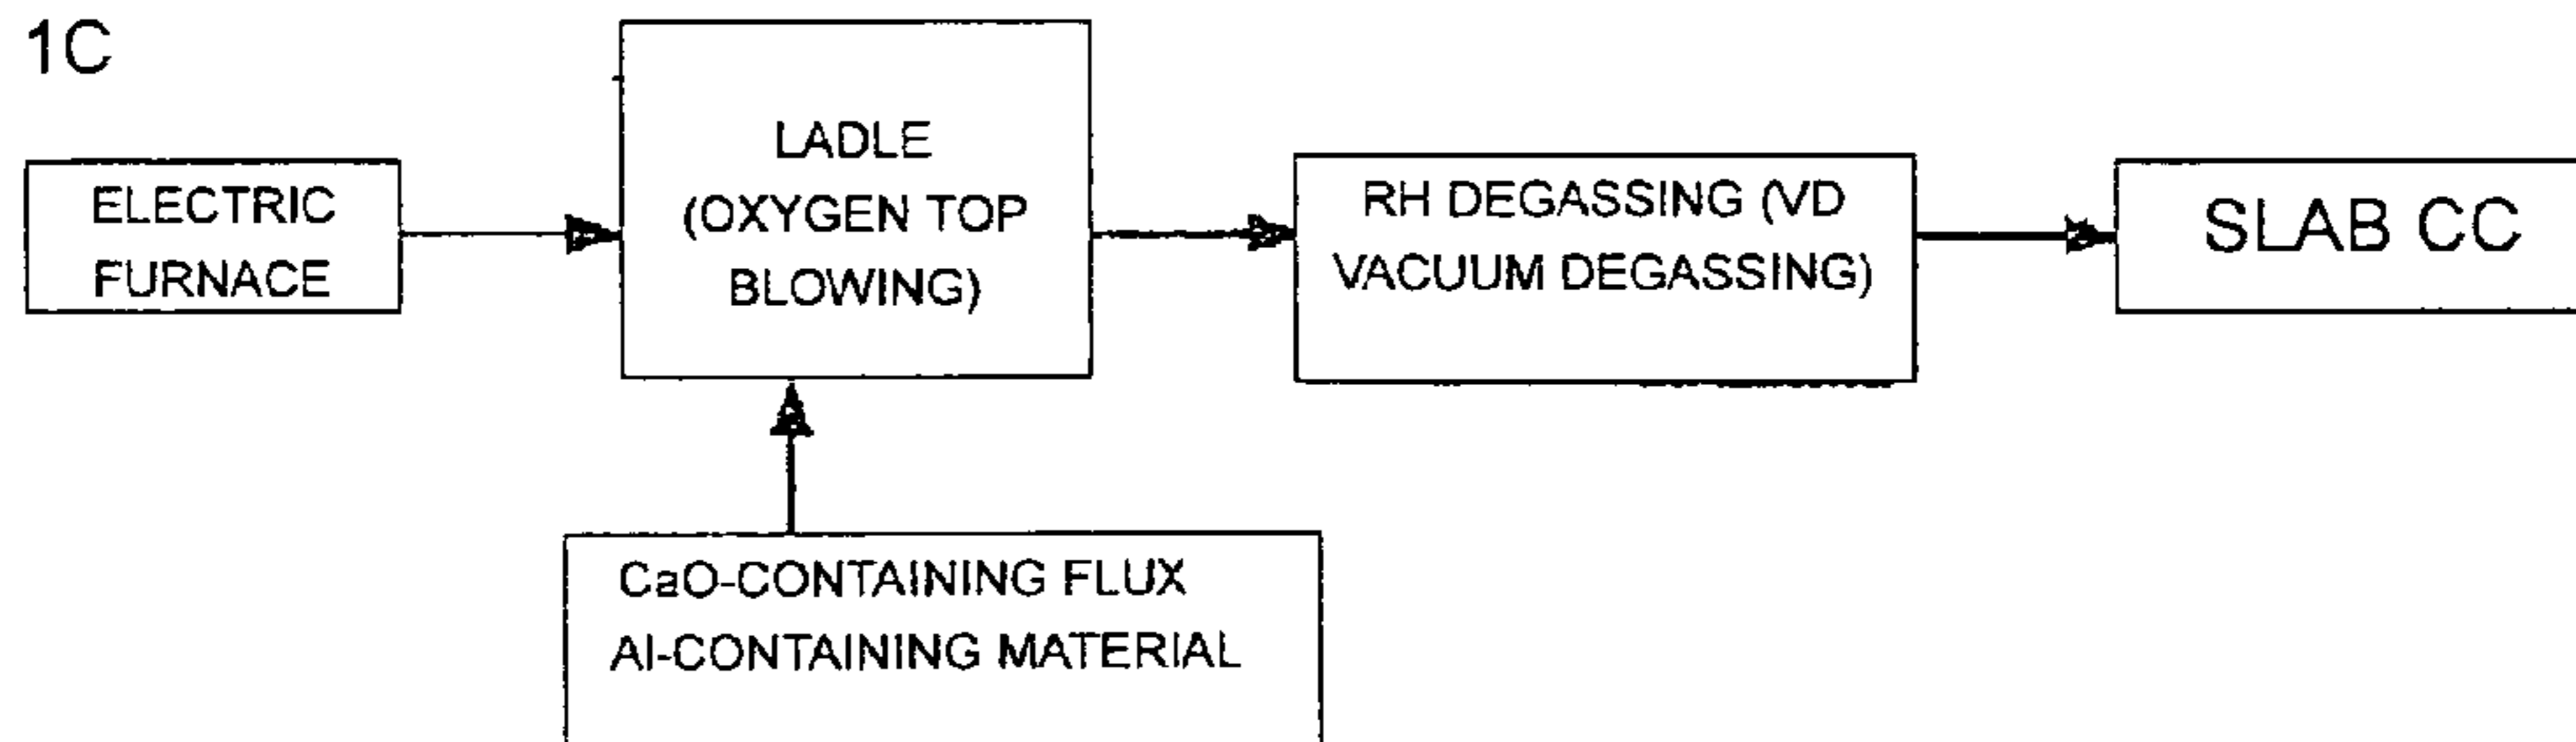 1C
ELECTRIC
FURNACE
LADLE
(OXYGEN TOP
BLOWING)
RH DEGASSING (VD
VACUUM DEGASSING)
SLAB CC
CaO-CONTAINING FLUX
Al-CONTAINING MATERIAL